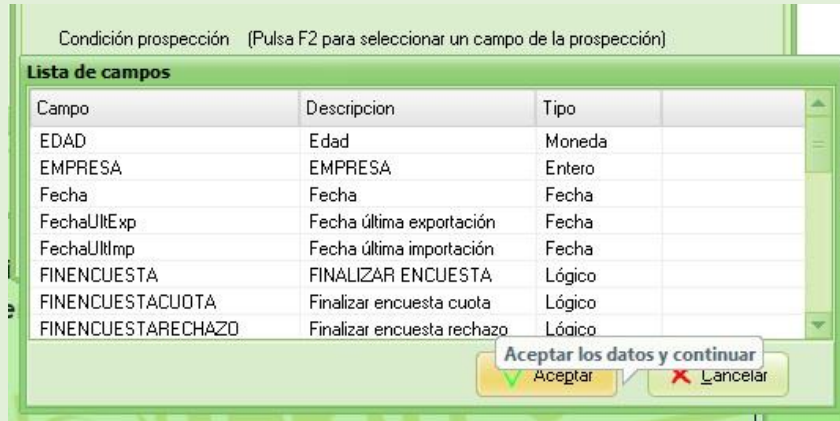 Condición prospección (Pulsa F2 para seleccionar un campo de la prospección)
Lista de campos
Campo Descripcion Tipo
EDAD Edad Moneda
EMPRESA EMPRESA Entero
Fecha Fecha Fecha
FechaUltExp Fecha última exportación Fecha
FechaUltImp Fecha última importación Fecha
FINENCUESTA FINALIZAR ENCUESTA Lógico
FINENCUESTACUOTA Finalizar encuesta cuota Lógico
FINENCUESTARECHAZO Finalizar encuesta rechazo Lógico
Aceptar los datos y continuar
Aceptar Cancelar